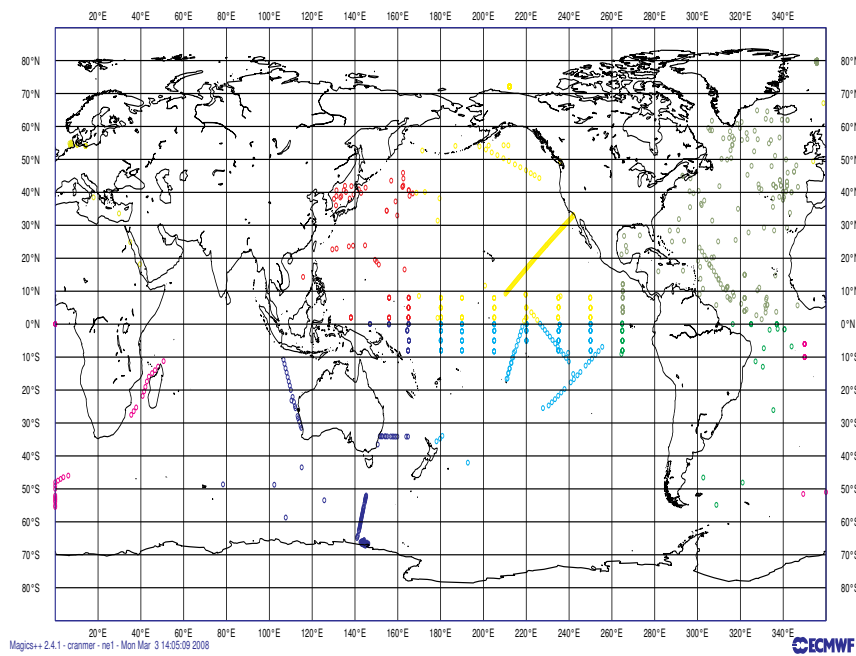 20°E 40°E 60°E 80°E 100°E 120°E 140°E 160°E 180°E 200°E 220°E 240°E 260°E 280°E 300°E 320°E 340°E
80°N 80°N
70°N 70°N
60°N 60°N
50°N 50°N
40°N 40°N
30°N 30°N
20°N 20°N
10°N 10°N
0°N 0°N
10°S 10°S
20°S 20°S
30°S 30°S
40°S 40°S
50°S 50°S
60°S 60°S
70°S 70°S
80°S 80°S
20°E 40°E 60°E 80°E 100°E 120°E 140°E 160°E 180°E 200°E 220°E 240°E 260°E 280°E 300°E 320°E 340°E
Magics++ 2.4.1 - cranmer - ne1 - Mon Mar 3 14:05:09 2008 ECMWF